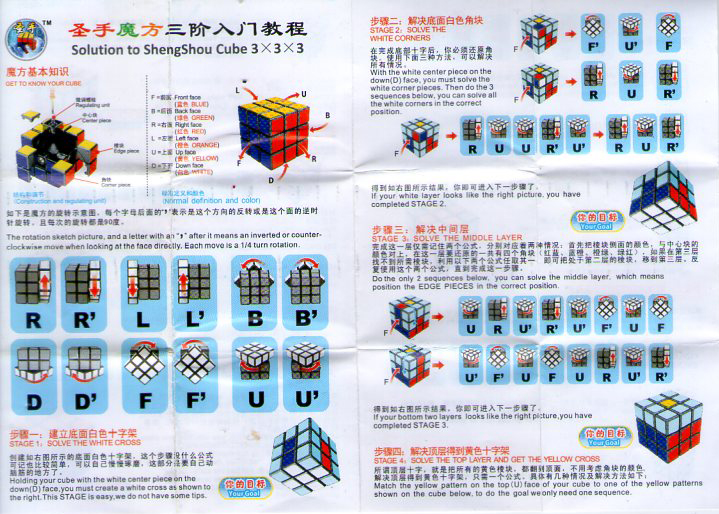 圣手
TM
圣手魔方三阶入门教程
Solution to ShengShou Cube 3×3×3
魔方基本知识
GET TO KNOW YOUR CUBE
Regulating unit
中心块
Center piece
棱块
Edge piece
角块
Corner piece
(Construction and regulating unit)
F=前面 Front face
(蓝色 BLUE)
B=后面 Back face
(绿色 GREEN)
R=右面 Right face
(红色 RED)
L=左面 Left face
(橙色 ORANGE)
U=上面 Up face
(黄色 YELLOW)
D=下面 Down face
(白色 WHITE)
L
U
B
F
R
D
(Normal definition and color)
如下是魔方的旋转示意图。每个字母后面的"'"表示是这个方向的反转或是这个面的逆时
针旋转，且每次的旋转都是90度。
The rotation sketch picture, and a letter with an "'" after it means an inverted or counter-
clockwise move when looking at the face directly. Each move is a 1/4 turn rotation.
R R' L L' B B'
D D' F F' U U'
步骤一：建立底面白色十字架
STAGE 1: SOLVE THE WHITE CROSS
创建如右图所示的底面白色十字架。这个步骤没什么公式
可记也比较简单，可以自己慢慢琢磨。这部分还要自己动
脑筋的地方。
Holding your cube with the white center piece on the
down(D) face,you must create a white cross as shown to
the right.This STAGE is easy,we do not have some tips.
你的目标
Your Goal
步骤二：解决底面白色角块
STAGE 2: SOLVE THE
WHITE CORNERS
在完成底部十字后，你必须还原角
块。使用下面三种方法，可以解决
所有情况。
With the white center piece on the
down(D) face, you must solve the
white corner pieces. Then do the 3
sequences below, you can solve all
the white corners in the correct
position.
F
F' U' F
F
R U R'
F
R U U R' U' R U R'
得到如右图所示结果，你即可进入下一步骤了。
If your white layer looks like the right picture, you have
completed STAGE 2.
你的目标
Your Goal
步骤三：解决中间层
STAGE 3: SOLVE THE MIDDLE LAYER
完成这一层仅需记住两个公式，分别对应着两种情况。首先把棱块侧面的颜色，与中心块的
颜色对上。在这一层要还原的一共有四个角块(红蓝、蓝橙、橙绿、绿红)，如果在第三层
找不到所需棱块，利用以下两个公式任取其一，即可把处于第二层的棱块，移到第三层。反
复使用这两个公式，直到完成这一步骤。
Do the only 2 sequences below, you can solve the middle layer, which means
position the EDGE PIECES in the correct position.
F
U R U' R' U' F' U F
F
U' F' U F U R U' R'
得到如右图所示结果，你即可进入下一步骤了。
If your bottom two layers looks like the right picture,you have
completed STAGE 3.
你的目标
Your Goal
步骤四：解决顶层得到黄色十字架
STAGE 4: SOLVE THE TOP LAYER AND GET THE YELLOW CROSS
所谓顶层十字，就是把所有的黄色棱块，都翻到顶面，不用考虑角块的颜色。
解决顶层得到黄色十字架，只需一个公式。具体有几种情况及解决方法如下：
Match the yellow pattern on the top (U) face of your cube to one of the yellow patterns
shown on the cube below, to do the goal we only need one sequence.